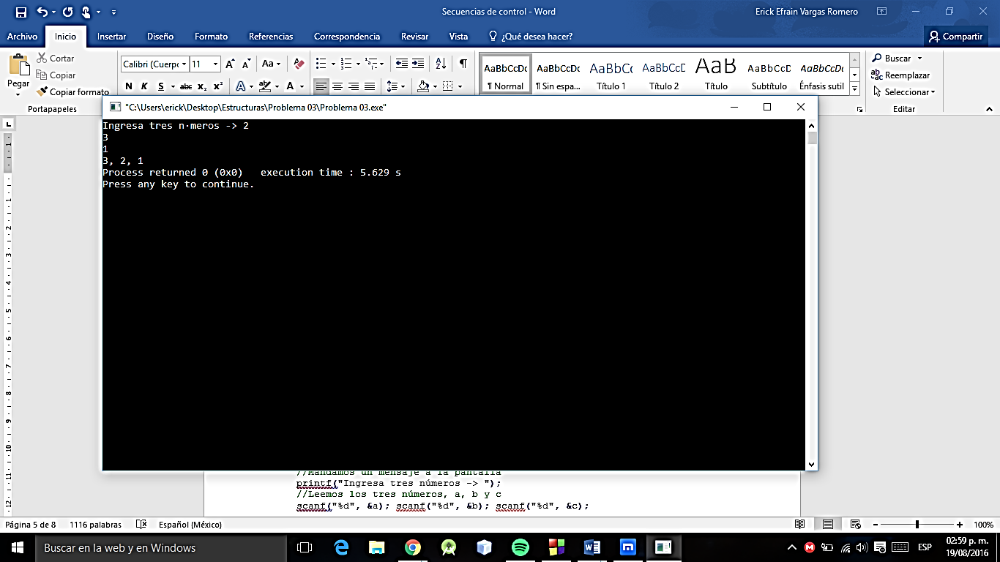 Secuencias de control - Word
Erick Efrain Vargas Romero
Archivo Inicio Insertar Diseño Formato Referencias Correspondencia Revisar Vista ¿Qué desea hacer? Compartir
Pegar
Cortar
Copiar
Copiar formato
Portapapeles
Calibri (Cuerp 11
Aa
N K S abc x₂ x²
A A
AaBbCcDc AaBbCcDc AaBbCc AaBbCcD AaB AaBbCcD AaBbCcDc
¶ Normal ¶ Sin espa... Título 1 Título 2 Título Subtítulo Énfasis sutil
Buscar
Reemplazar
Seleccionar
Editar
"C:\Users\erick\Desktop\Estructuras\Problema 03\Problema 03.exe"
Ingresa tres n·meros -> 2
3
1
3, 2, 1
Process returned 0 (0x0)   execution time : 5.629 s
Press any key to continue.
//Mandamos un mensaje a la pantalla
printf("Ingresa tres números -> ");
//Leemos los tres números, a, b y c
scanf("%d", &a); scanf("%d", &b); scanf("%d", &c);
Página 5 de 8 1116 palabras Español (México) 100%
Buscar en la web y en Windows
ESP
02:59 p. m.
19/08/2016